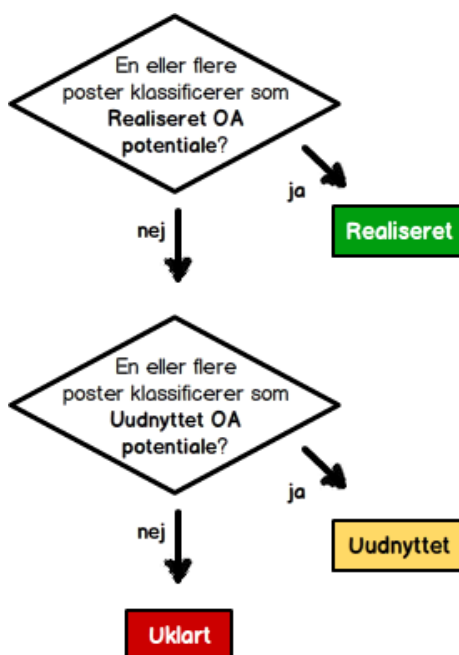 En eller flere
poster klassificerer som
Realiseret OA
potentiale?
ja
Realiseret
nej
En eller flere
poster klassificerer som
Uudnyttet OA
potentiale?
ja
Uudnyttet
nej
Uklart